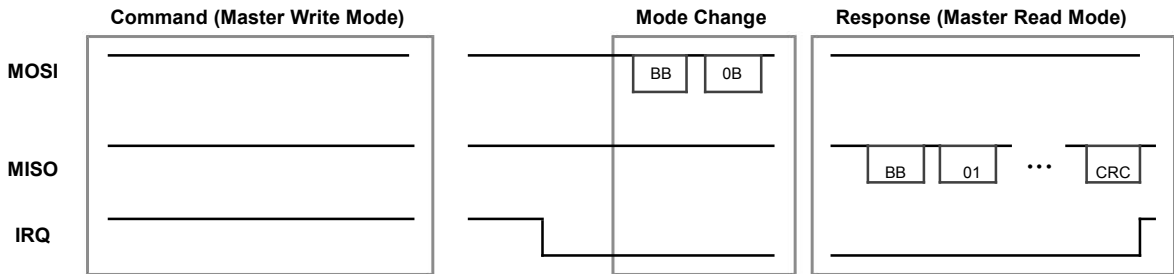 Command (Master Write Mode) Mode Change Response (Master Read Mode)
MOSI BB 0B
MISO BB 01 ... CRC
IRQ